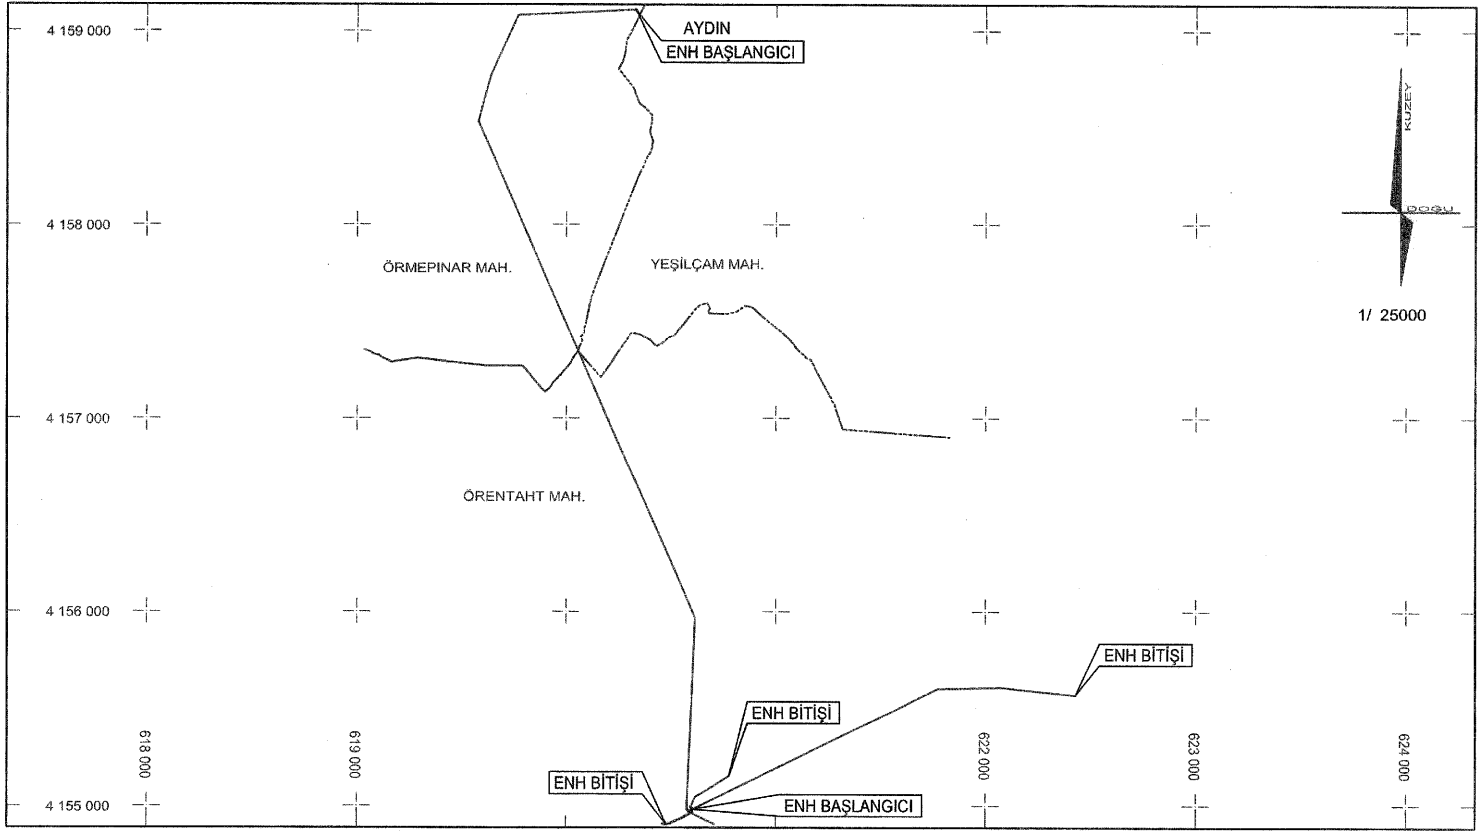 4 159 000
AYDIN
ENH BAŞLANGICI
KUZEY
DOĞU
4 158 000
ÖRMEPINAR MAH.
YEŞİLÇAM MAH.
1/ 25000
4 157 000
ÖRENTAHT MAH.
4 156 000
ENH BİTİŞİ
ENH BİTİŞİ
618 000
619 000
622 000
623 000
624 000
ENH BİTİŞİ
4 155 000
ENH BAŞLANGICI